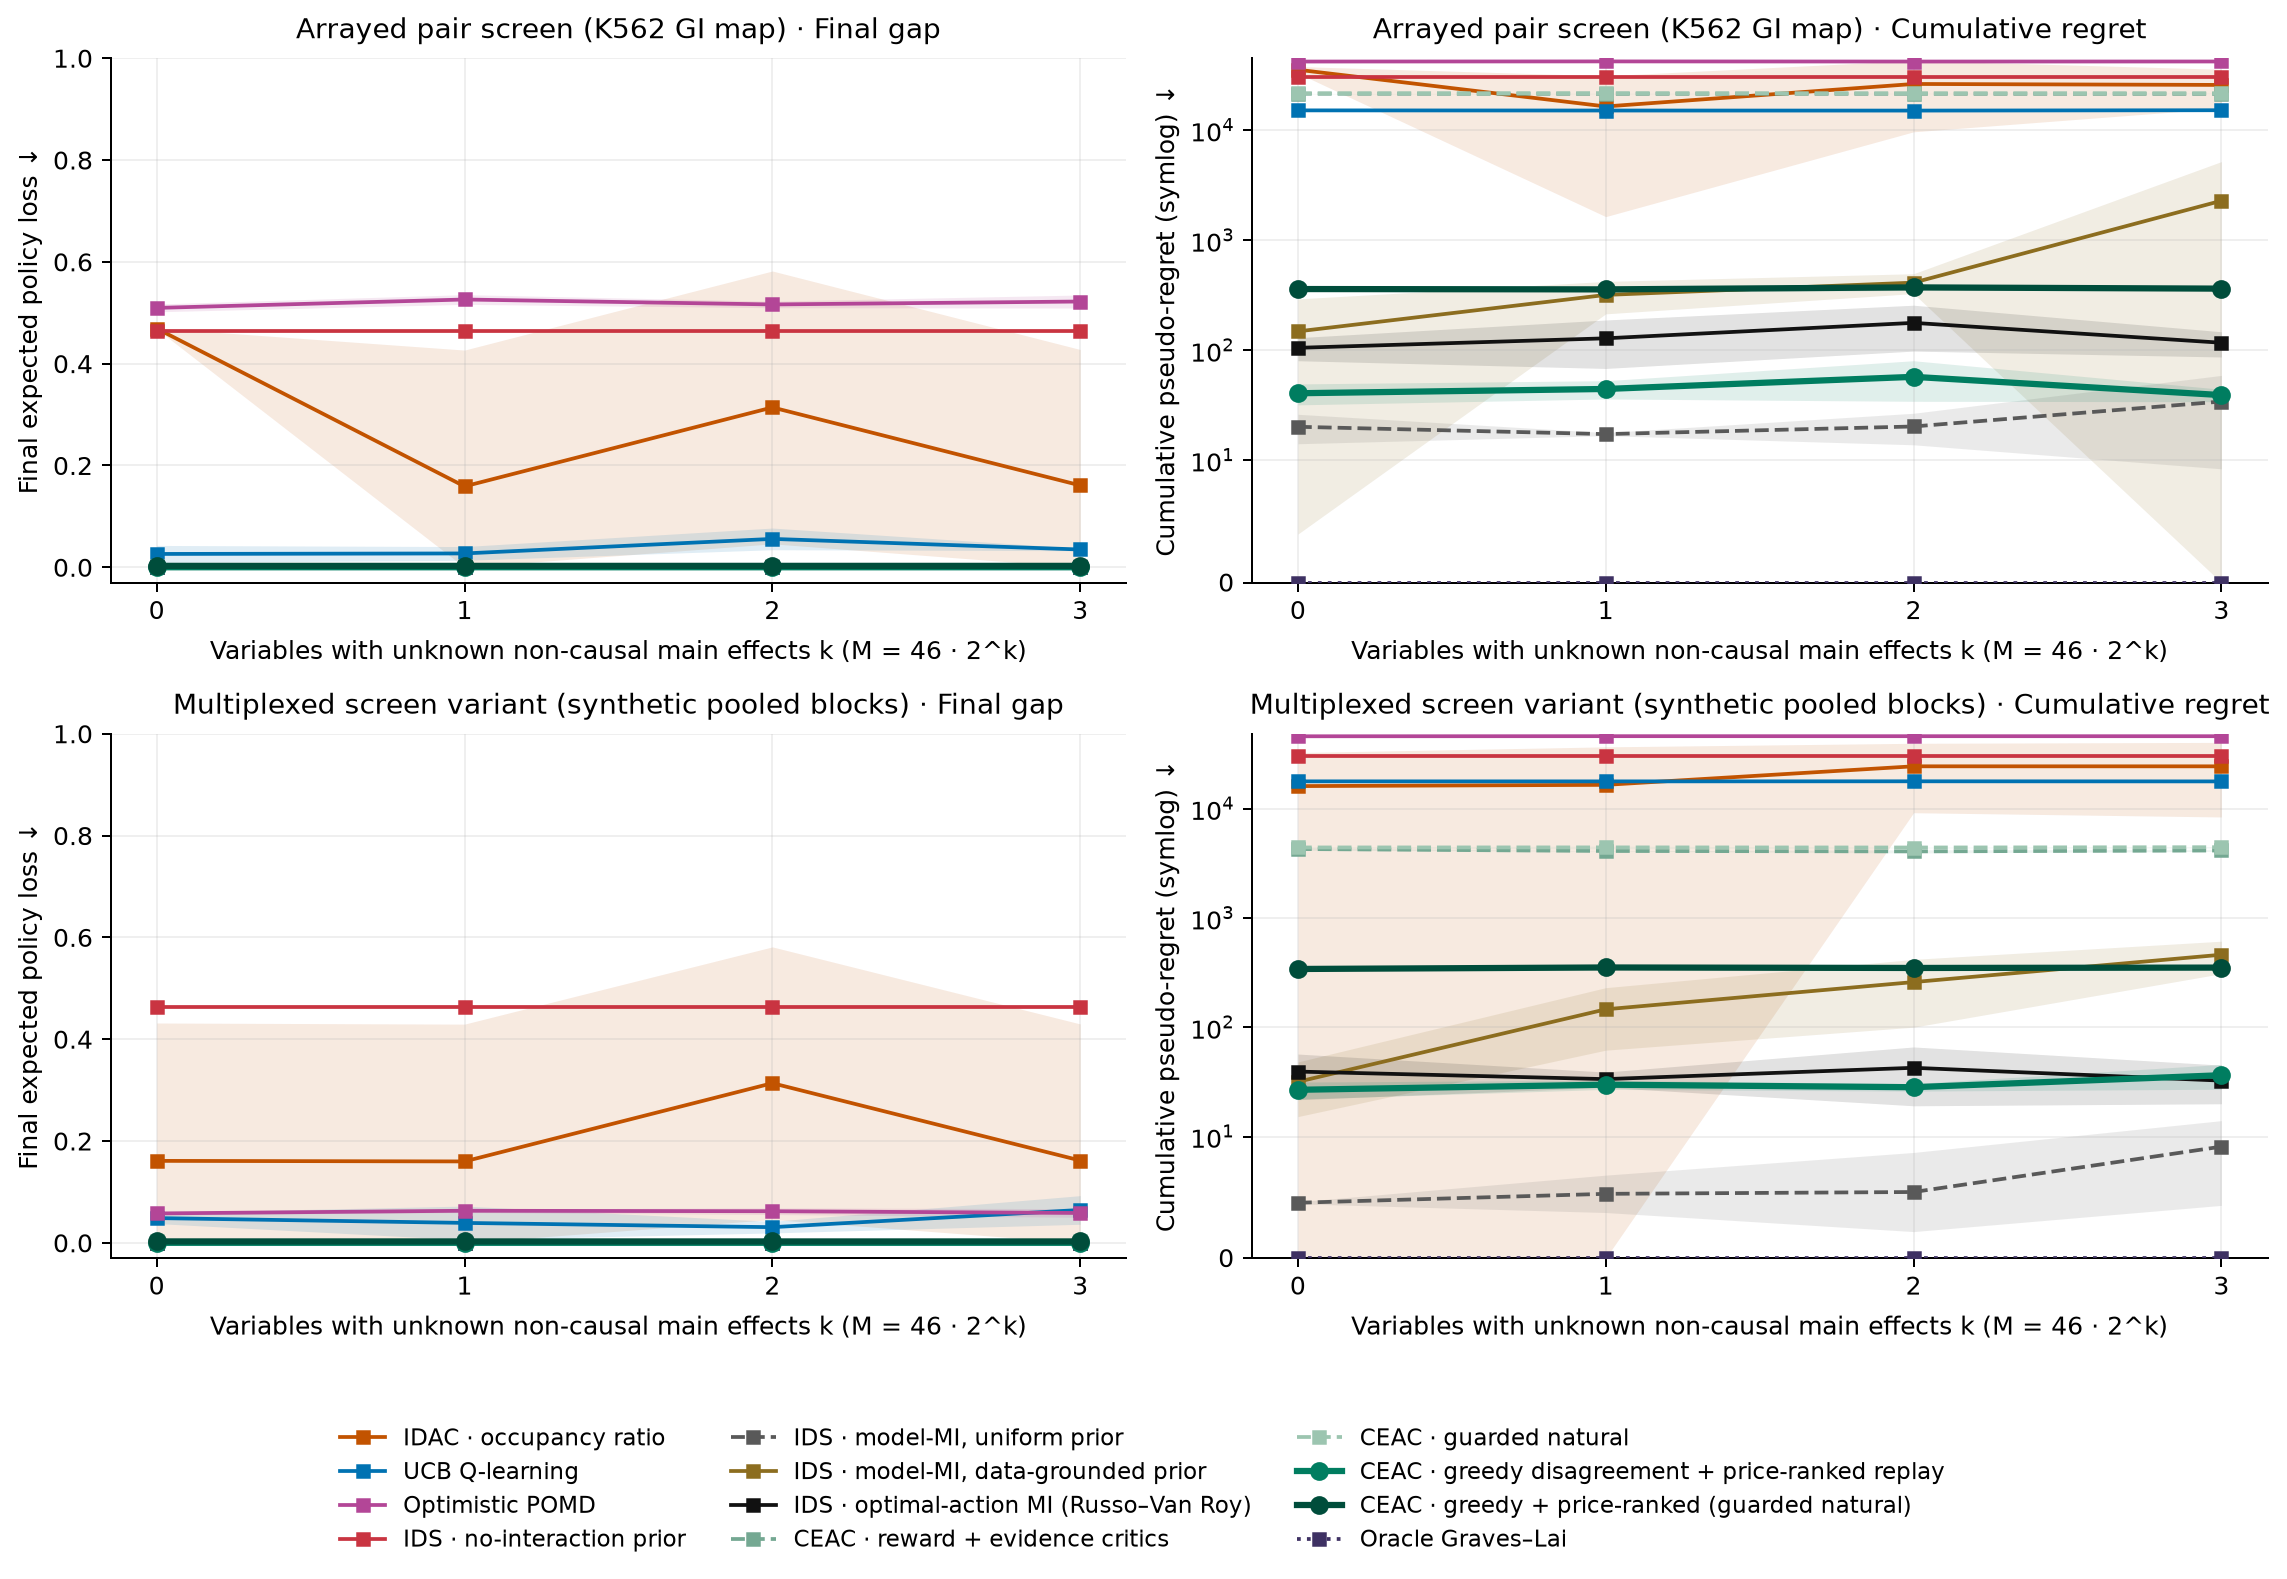 Arrayed pair screen (K562 GI map) · Final gap
Final expected policy loss ↓
1.0
0.8
0.6
0.4
0.2
0.0
0 1 2 3
Variables with unknown non-causal main effects k (M = 46 · 2^k)
Arrayed pair screen (K562 GI map) · Cumulative regret
Cumulative pseudo-regret (symlog) ↓
10⁴
10³
10²
10¹
0
0 1 2 3
Variables with unknown non-causal main effects k (M = 46 · 2^k)
Multiplexed screen variant (synthetic pooled blocks) · Final gap
Final expected policy loss ↓
1.0
0.8
0.6
0.4
0.2
0.0
0 1 2 3
Variables with unknown non-causal main effects k (M = 46 · 2^k)
Multiplexed screen variant (synthetic pooled blocks) · Cumulative regret
Cumulative pseudo-regret (symlog) ↓
10⁴
10³
10²
10¹
0
0 1 2 3
Variables with unknown non-causal main effects k (M = 46 · 2^k)
IDAC · occupancy ratio
UCB Q-learning
Optimistic POMD
IDS · no-interaction prior
IDS · model-MI, uniform prior
IDS · model-MI, data-grounded prior
IDS · optimal-action MI (Russo–Van Roy)
CEAC · reward + evidence critics
CEAC · guarded natural
CEAC · greedy disagreement + price-ranked replay
CEAC · greedy + price-ranked (guarded natural)
Oracle Graves–Lai